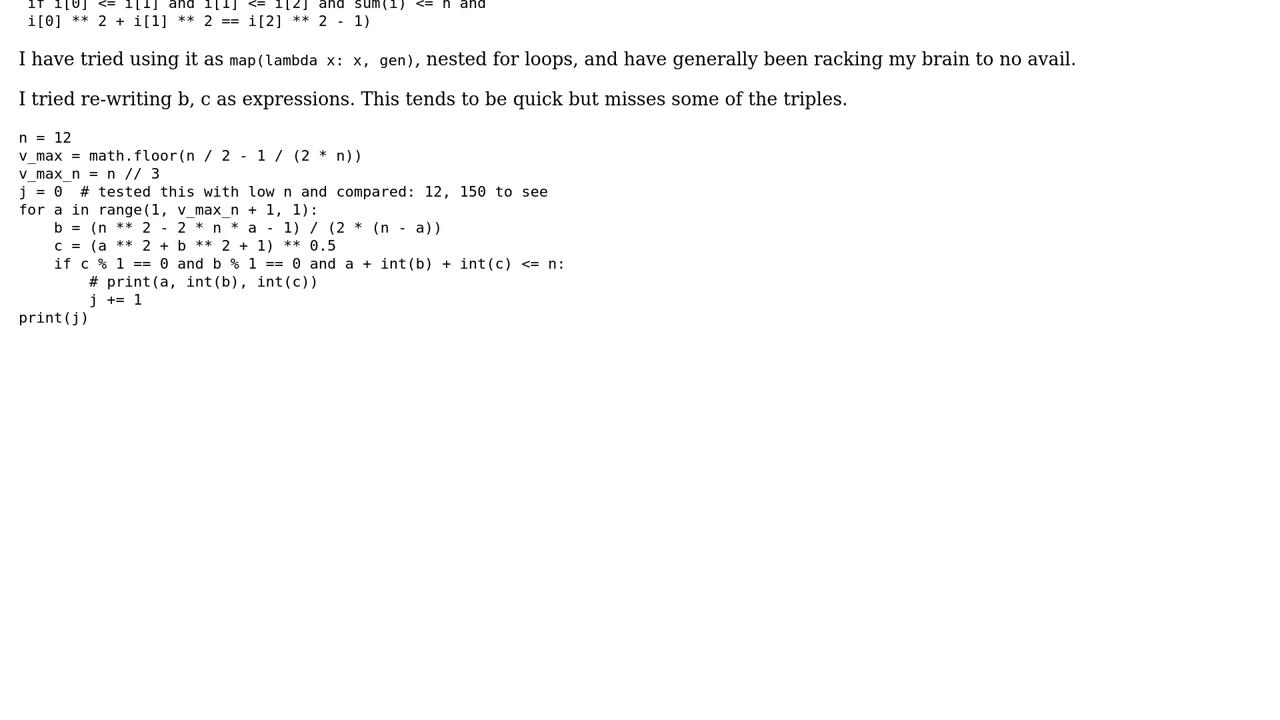 if i[0] <= i[1] and i[1] <= i[2] and sum(i) <= n and
i[0] ** 2 + i[1] ** 2 == i[2] ** 2 - 1)
I have tried using it as map(lambda x: x, gen), nested for loops, and have generally been racking my brain to no avail.
I tried re-writing b, c as expressions. This tends to be quick but misses some of the triples.
n = 12
v_max = math.floor(n / 2 - 1 / (2 * n))
v_max_n = n // 3
j = 0  # tested this with low n and compared: 12, 150 to see
for a in range(1, v_max_n + 1, 1):
    b = (n ** 2 - 2 * n * a - 1) / (2 * (n - a))
    c = (a ** 2 + b ** 2 + 1) ** 0.5
    if c % 1 == 0 and b % 1 == 0 and a + int(b) + int(c) <= n:
        # print(a, int(b), int(c))
        j += 1
print(j)